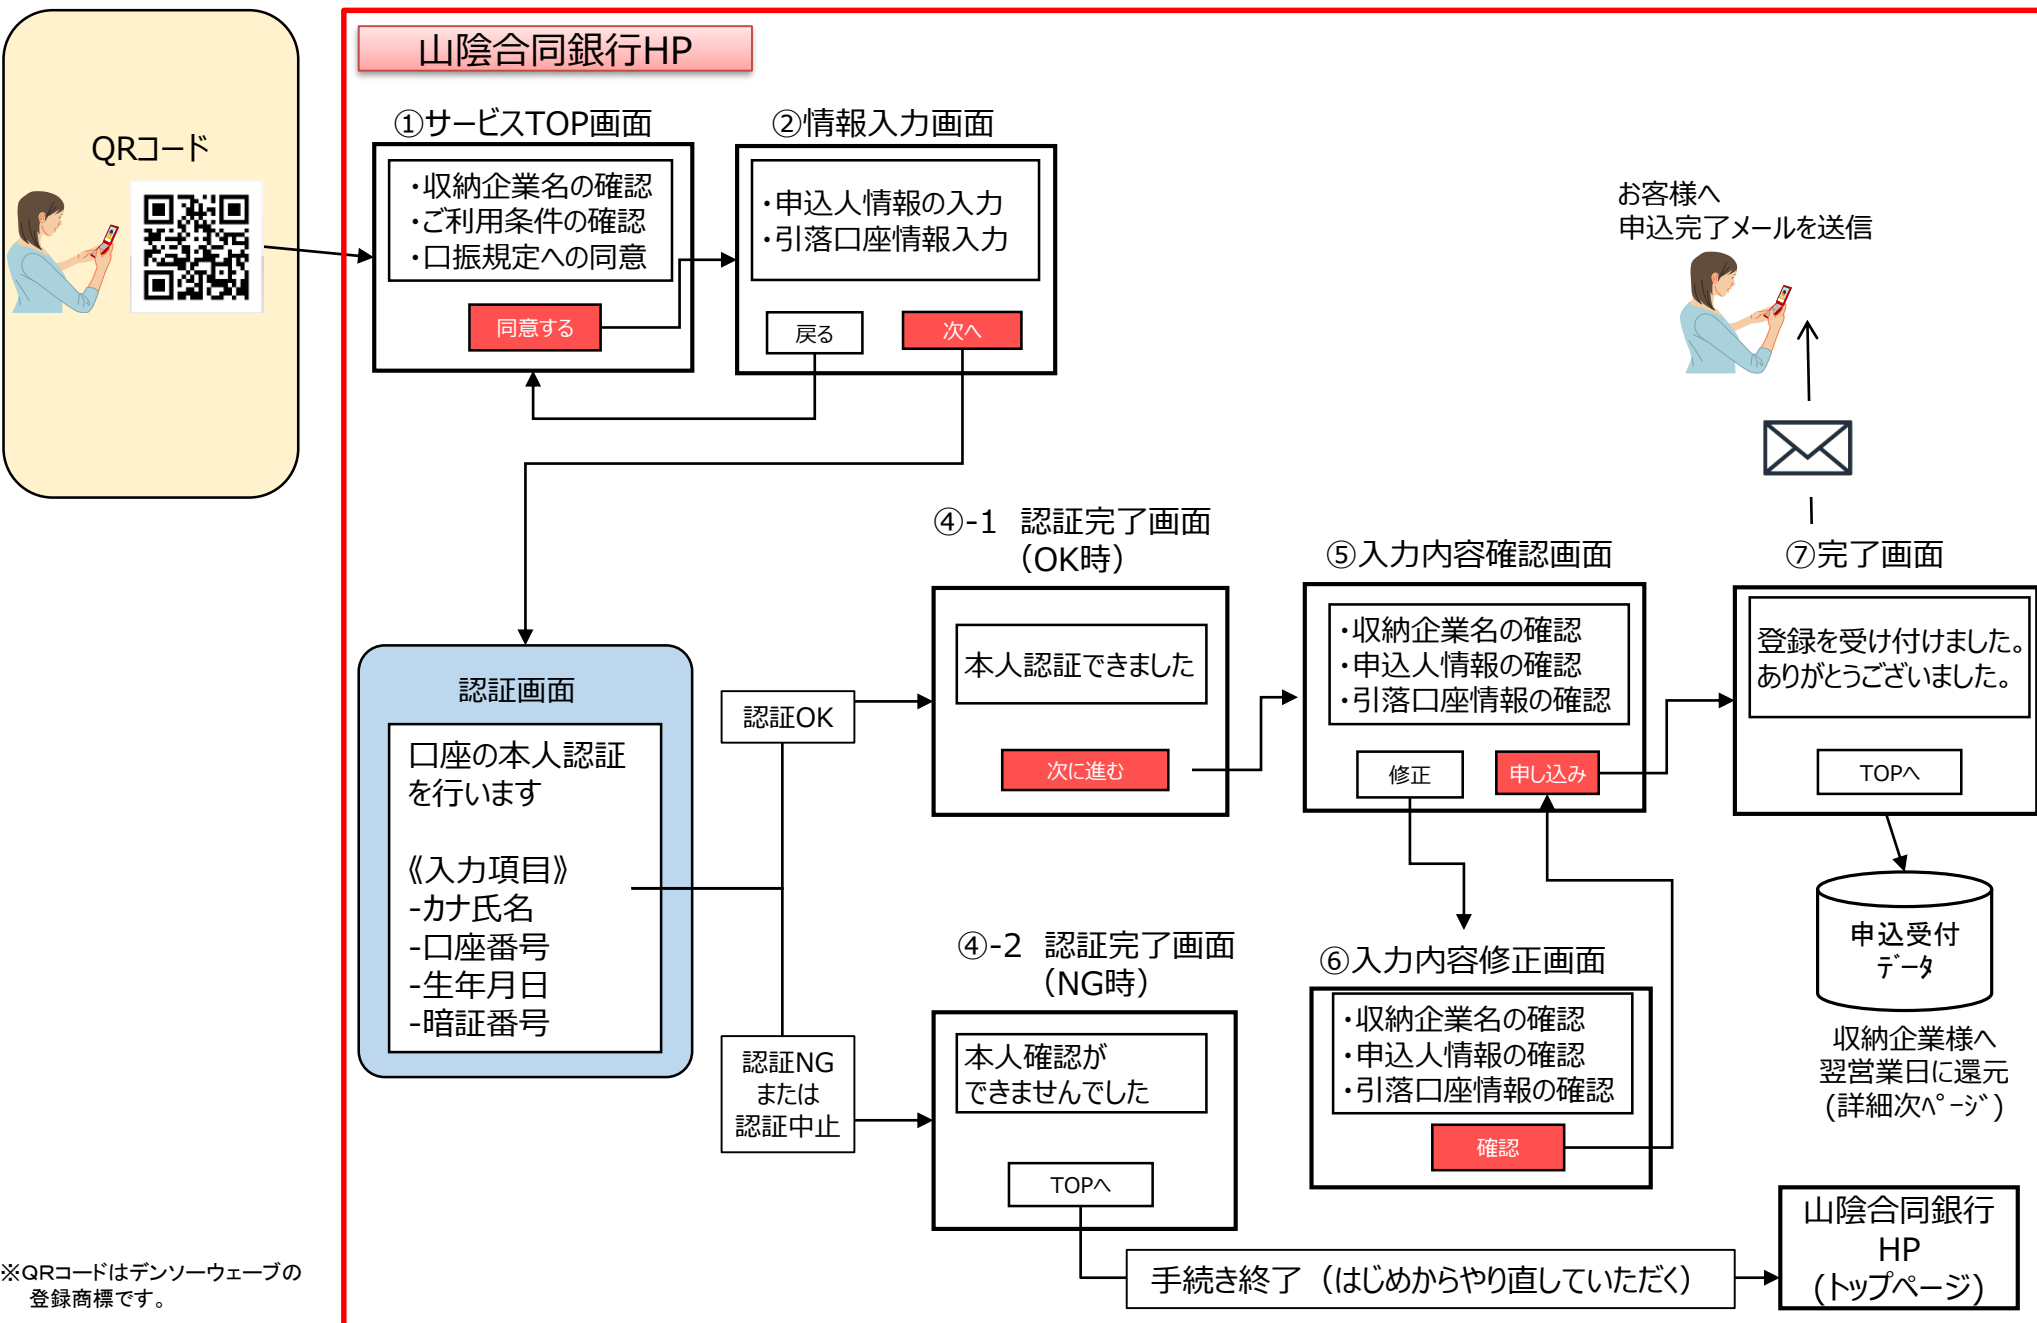 山陰合同銀行HP
QRコード
①サービスTOP画面
・収納企業名の確認
・ご利用条件の確認
・口振規定への同意
同意する
②情報入力画面
・申込人情報の入力
・引落口座情報入力
戻る
次へ
お客様へ
申込完了メールを送信
認証画面
口座の本人認証
を行います
《入力項目》
-カナ氏名
-口座番号
-生年月日
-暗証番号
認証OK
認証NG
または
認証中止
④-1 認証完了画面
（OK時）
本人認証できました
次に進む
④-2 認証完了画面
（NG時）
本人確認が
できませんでした
TOPへ
⑤入力内容確認画面
・収納企業名の確認
・申込人情報の確認
・引落口座情報の確認
修正
申し込み
⑥入力内容修正画面
・収納企業名の確認
・申込人情報の確認
・引落口座情報の確認
確認
⑦完了画面
登録を受け付けました。
ありがとうございました。
TOPへ
申込受付
ﾃﾞｰﾀ
収納企業様へ
翌営業日に還元
(詳細次ﾍﾟｰｼﾞ)
手続き終了（はじめからやり直していただく）
山陰合同銀行
HP
(トップページ)
※QRコードはデンソーウェーブの
登録商標です。